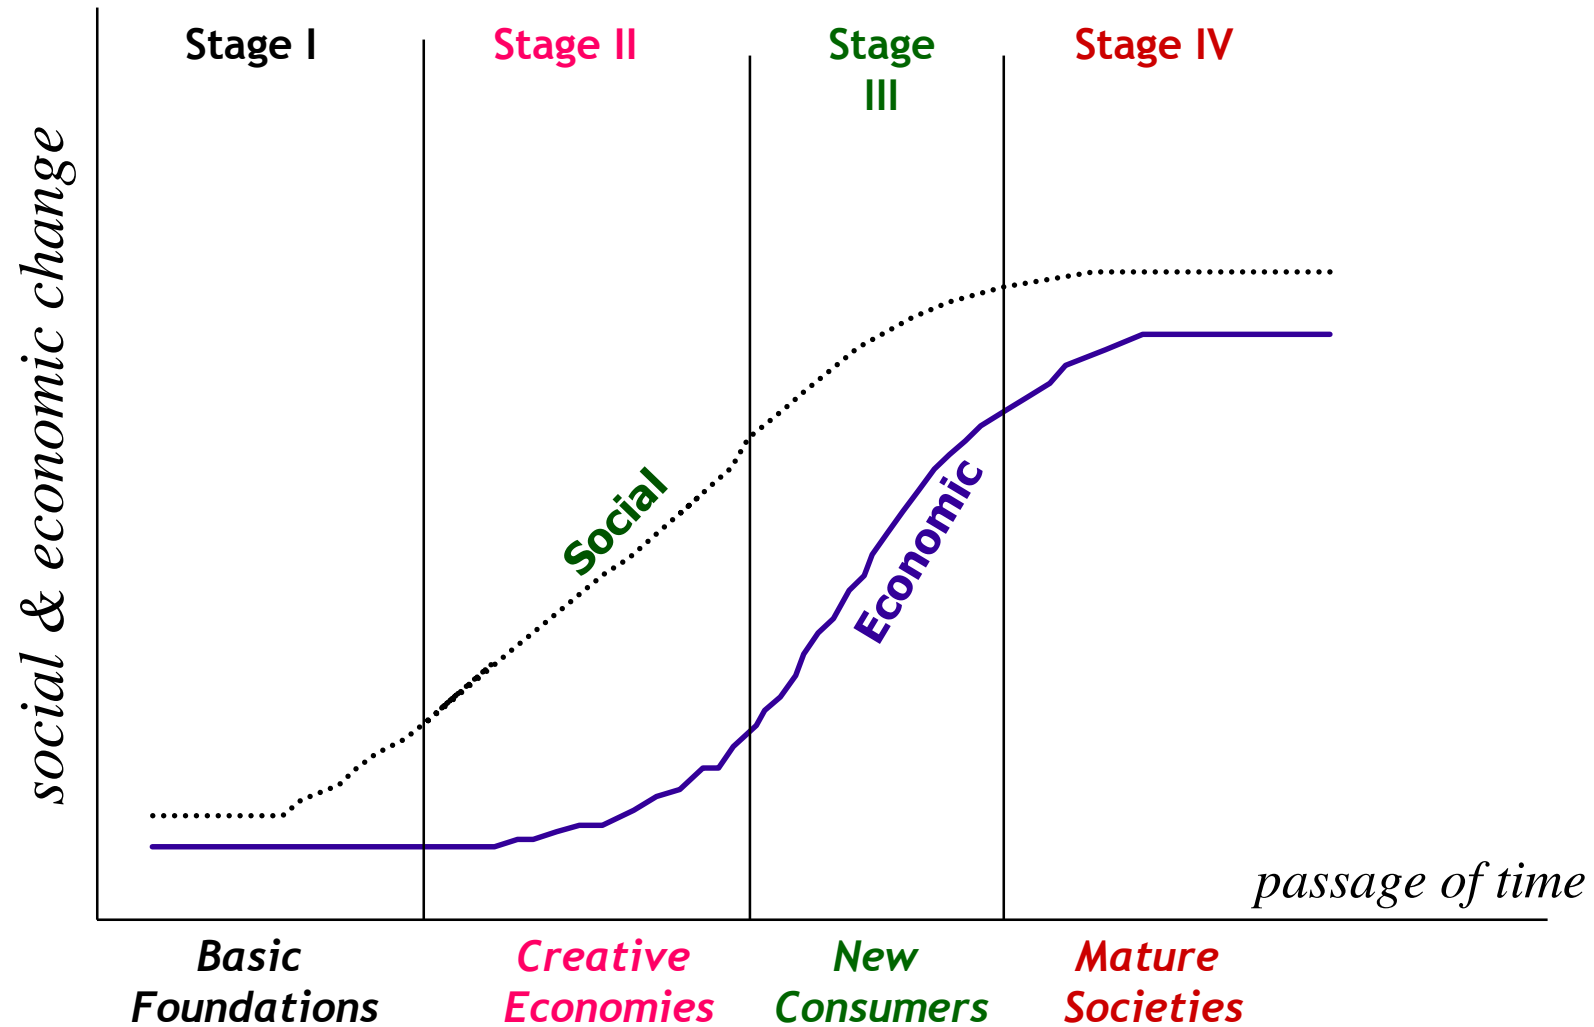 Stage I
Stage II
Stage
III
Stage IV
social & economic change
Social
Economic
passage of time
Basic
Foundations
Creative
Economies
New
Consumers
Mature
Societies